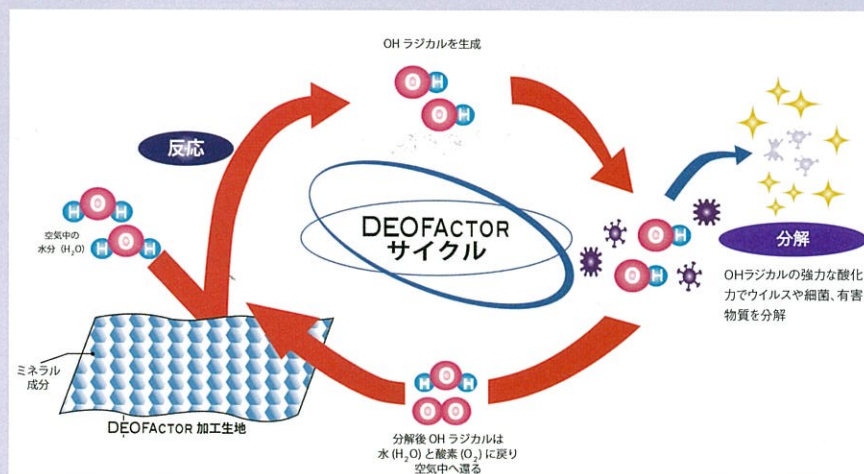 OH ラジカルを生成
O H
O H
反応
H O H
H O H
空気中の
水分 (H₂O)
DEOFACTOR
サイクル
O H
O H
分解
OHラジカルの強力な酸化
力でウイルスや細菌、有害
物質を分解
ミネラル
成分
DEOFACTOR 加工生地
H O H
O O
分解後 OH ラジカルは
水 (H₂O) と酸素 (O₂) に戻り
空気中へ還る